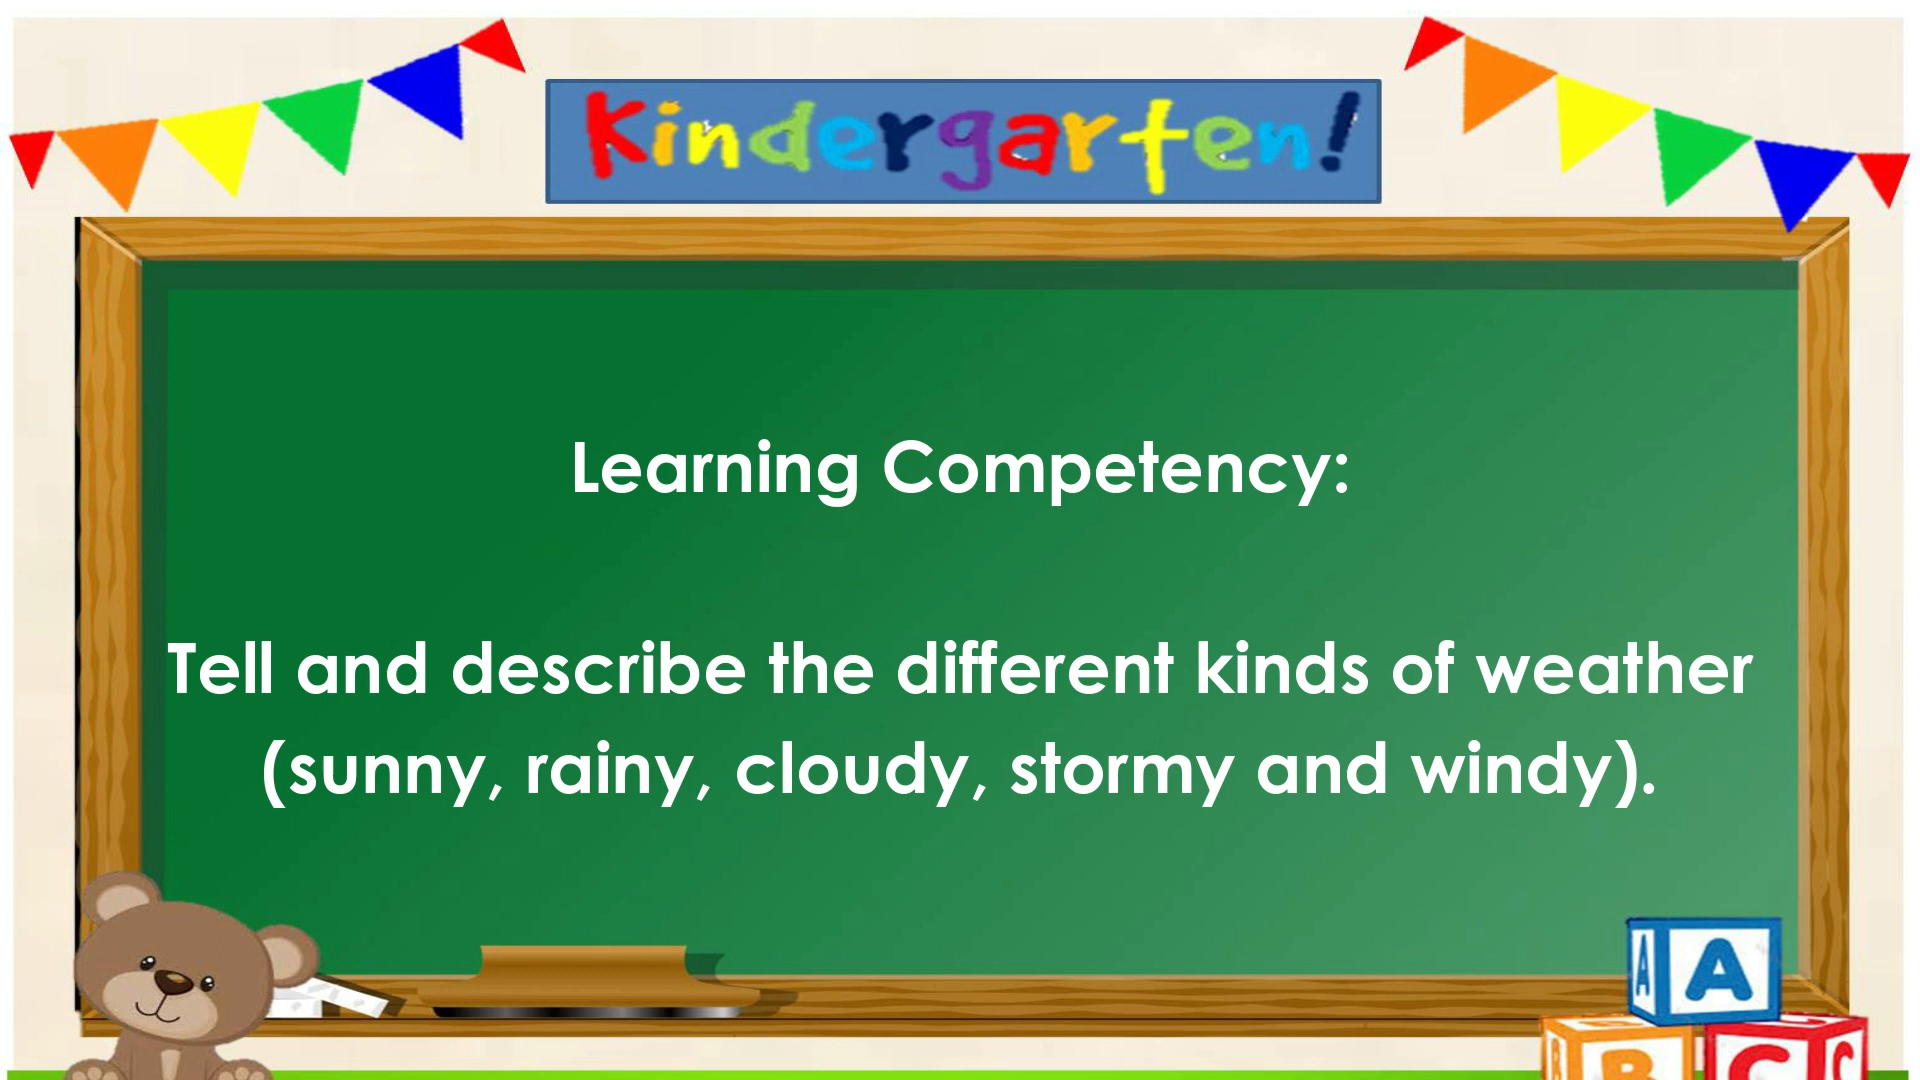 Kindergarten!
Learning Competency:
Tell and describe the different kinds of weather
(sunny, rainy, cloudy, stormy and windy).
A A
B B C C